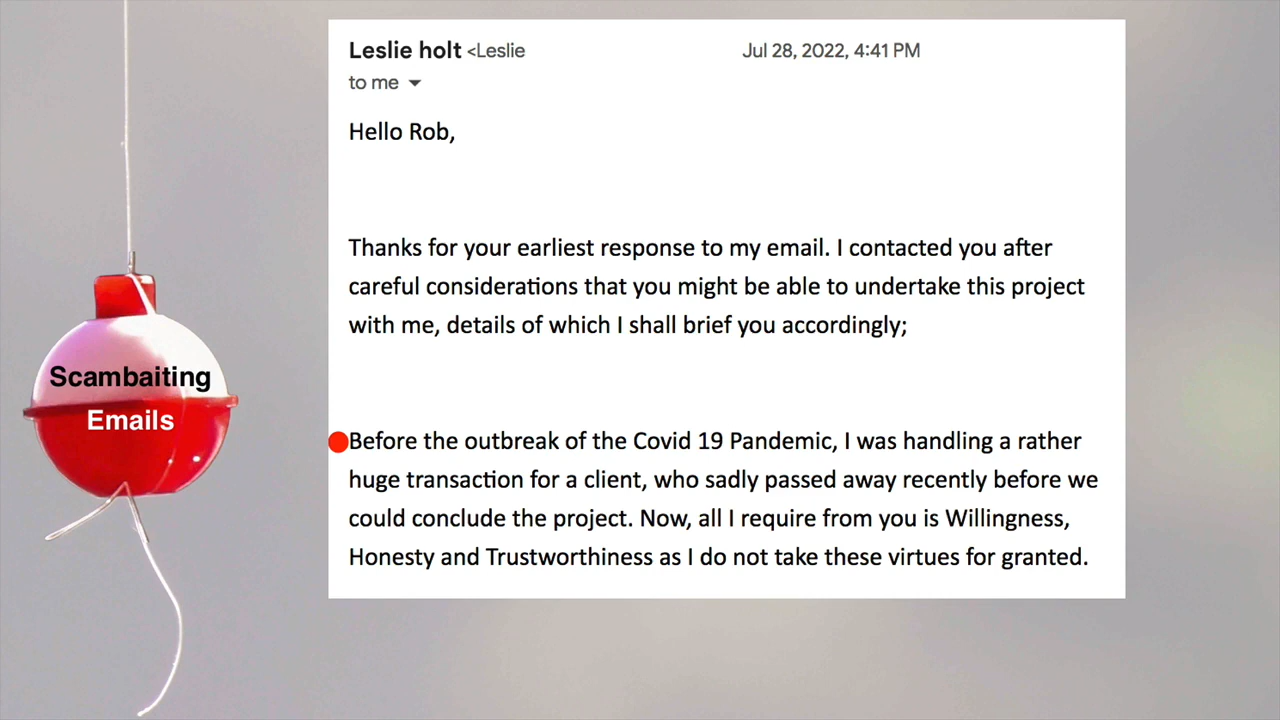 Leslie holt <Leslie
Jul 28, 2022, 4:41 PM
to me
Hello Rob,
Thanks for your earliest response to my email. I contacted you after
careful considerations that you might be able to undertake this project
with me, details of which I shall brief you accordingly;
Before the outbreak of the Covid 19 Pandemic, I was handling a rather
huge transaction for a client, who sadly passed away recently before we
could conclude the project. Now, all I require from you is Willingness,
Honesty and Trustworthiness as I do not take these virtues for granted.
Scambaiting
Emails